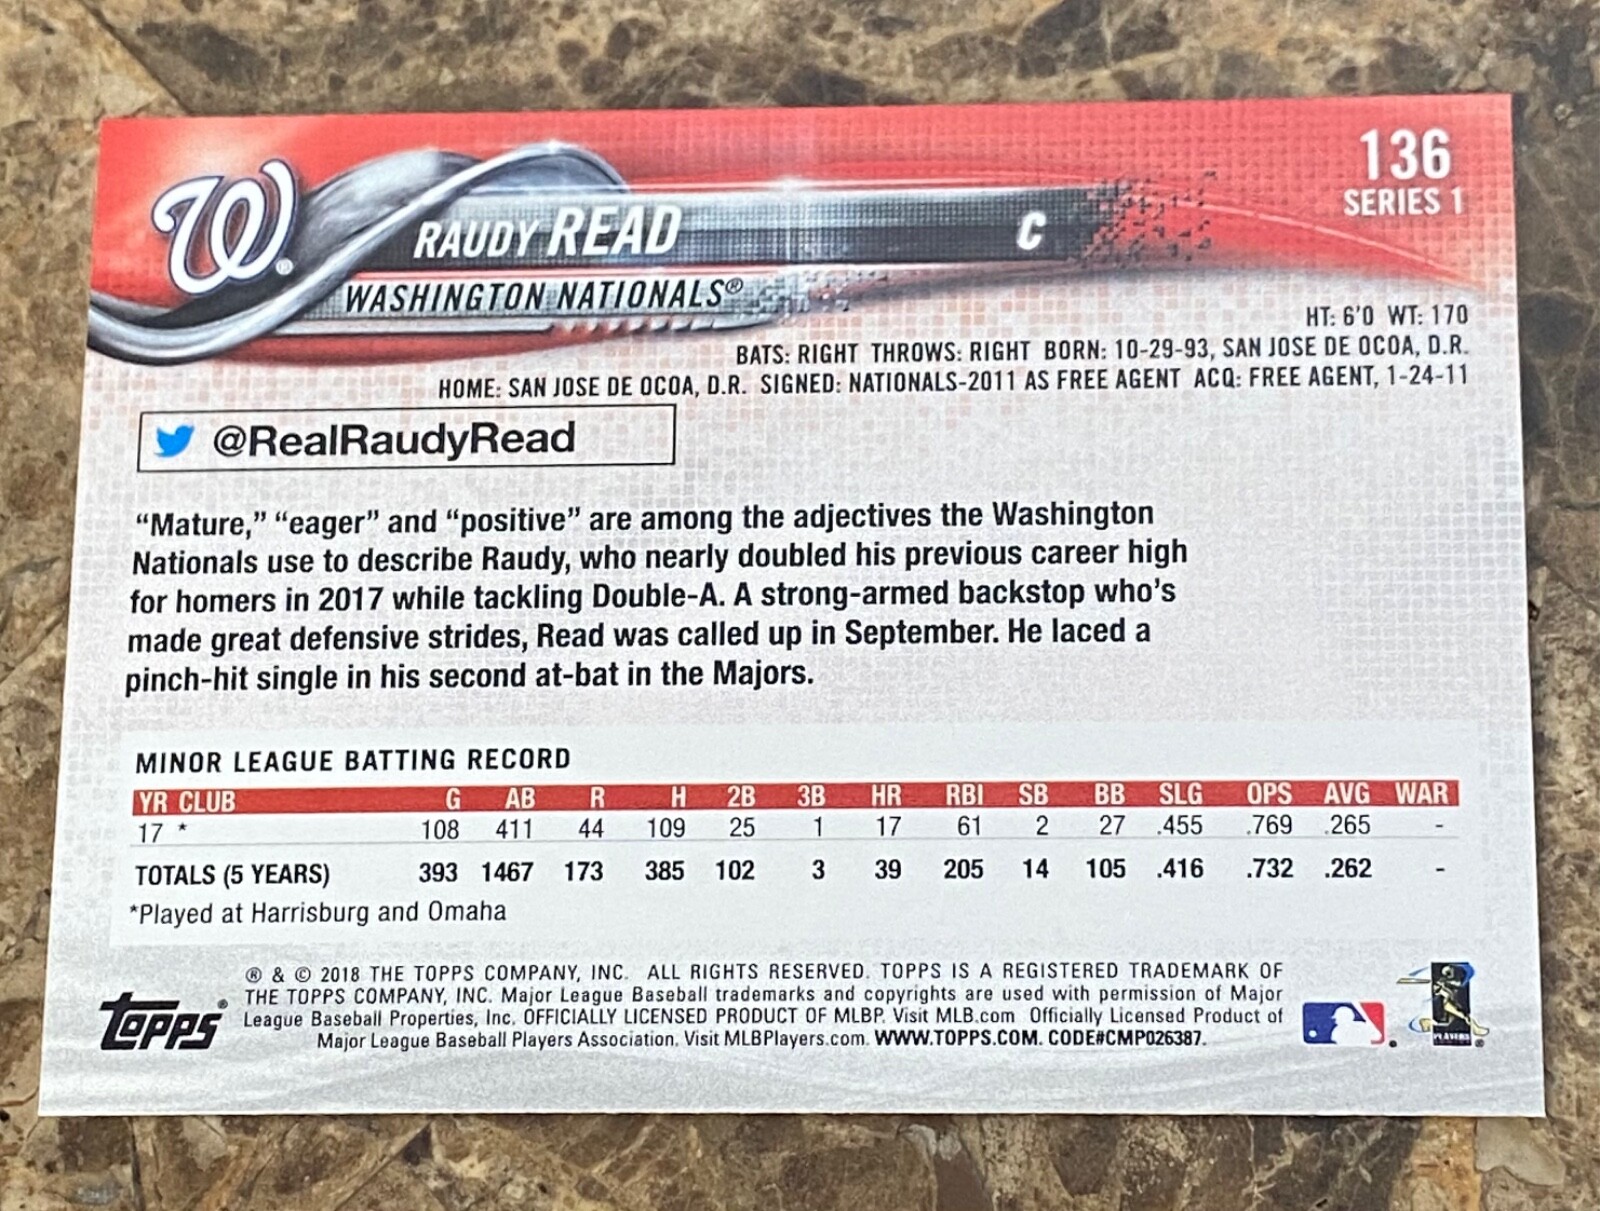 136
SERIES 1
W
RAUDY READ
C
WASHINGTON NATIONALS®
HT: 6'0 WT: 170
BATS: RIGHT THROWS: RIGHT BORN: 10-29-93, SAN JOSE DE OCOA, D.R.
HOME: SAN JOSE DE OCOA, D.R. SIGNED: NATIONALS-2011 AS FREE AGENT ACQ: FREE AGENT, 1-24-11
@RealRaudyRead
“Mature,” “eager” and “positive” are among the adjectives the Washington
Nationals use to describe Raudy, who nearly doubled his previous career high
for homers in 2017 while tackling Double-A. A strong-armed backstop who's
made great defensive strides, Read was called up in September. He laced a
pinch-hit single in his second at-bat in the Majors.
MINOR LEAGUE BATTING RECORD
YR CLUB G AB R H 2B 3B HR RBI SB BB SLG OPS AVG WAR
17 * 108 411 44 109 25 1 17 61 2 27 .455 .769 .265 -
TOTALS (5 YEARS) 393 1467 173 385 102 3 39 205 14 105 .416 .732 .262 -
*Played at Harrisburg and Omaha
® & © 2018 THE TOPPS COMPANY, INC. ALL RIGHTS RESERVED. TOPPS IS A REGISTERED TRADEMARK OF
THE TOPPS COMPANY, INC. Major League Baseball trademarks and copyrights are used with permission of Major
League Baseball Properties, Inc. OFFICIALLY LICENSED PRODUCT OF MLBP. Visit MLB.com Officially Licensed Product of
Major League Baseball Players Association. Visit MLBPlayers.com. WWW.TOPPS.COM. CODE#CMP026387.
Topps®
PLAYERS